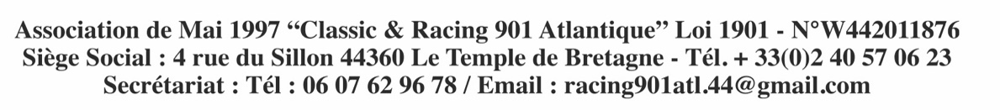 Association de Mai 1997 “Classic & Racing 901 Atlantique” Loi 1901 - N°W442011876
Siège Social : 4 rue du Sillon 44360 Le Temple de Bretagne - Tél. + 33(0)2 40 57 06 23
Secrétariat : Tél : 06 07 62 96 78 / Email : racing901atl.44@gmail.com